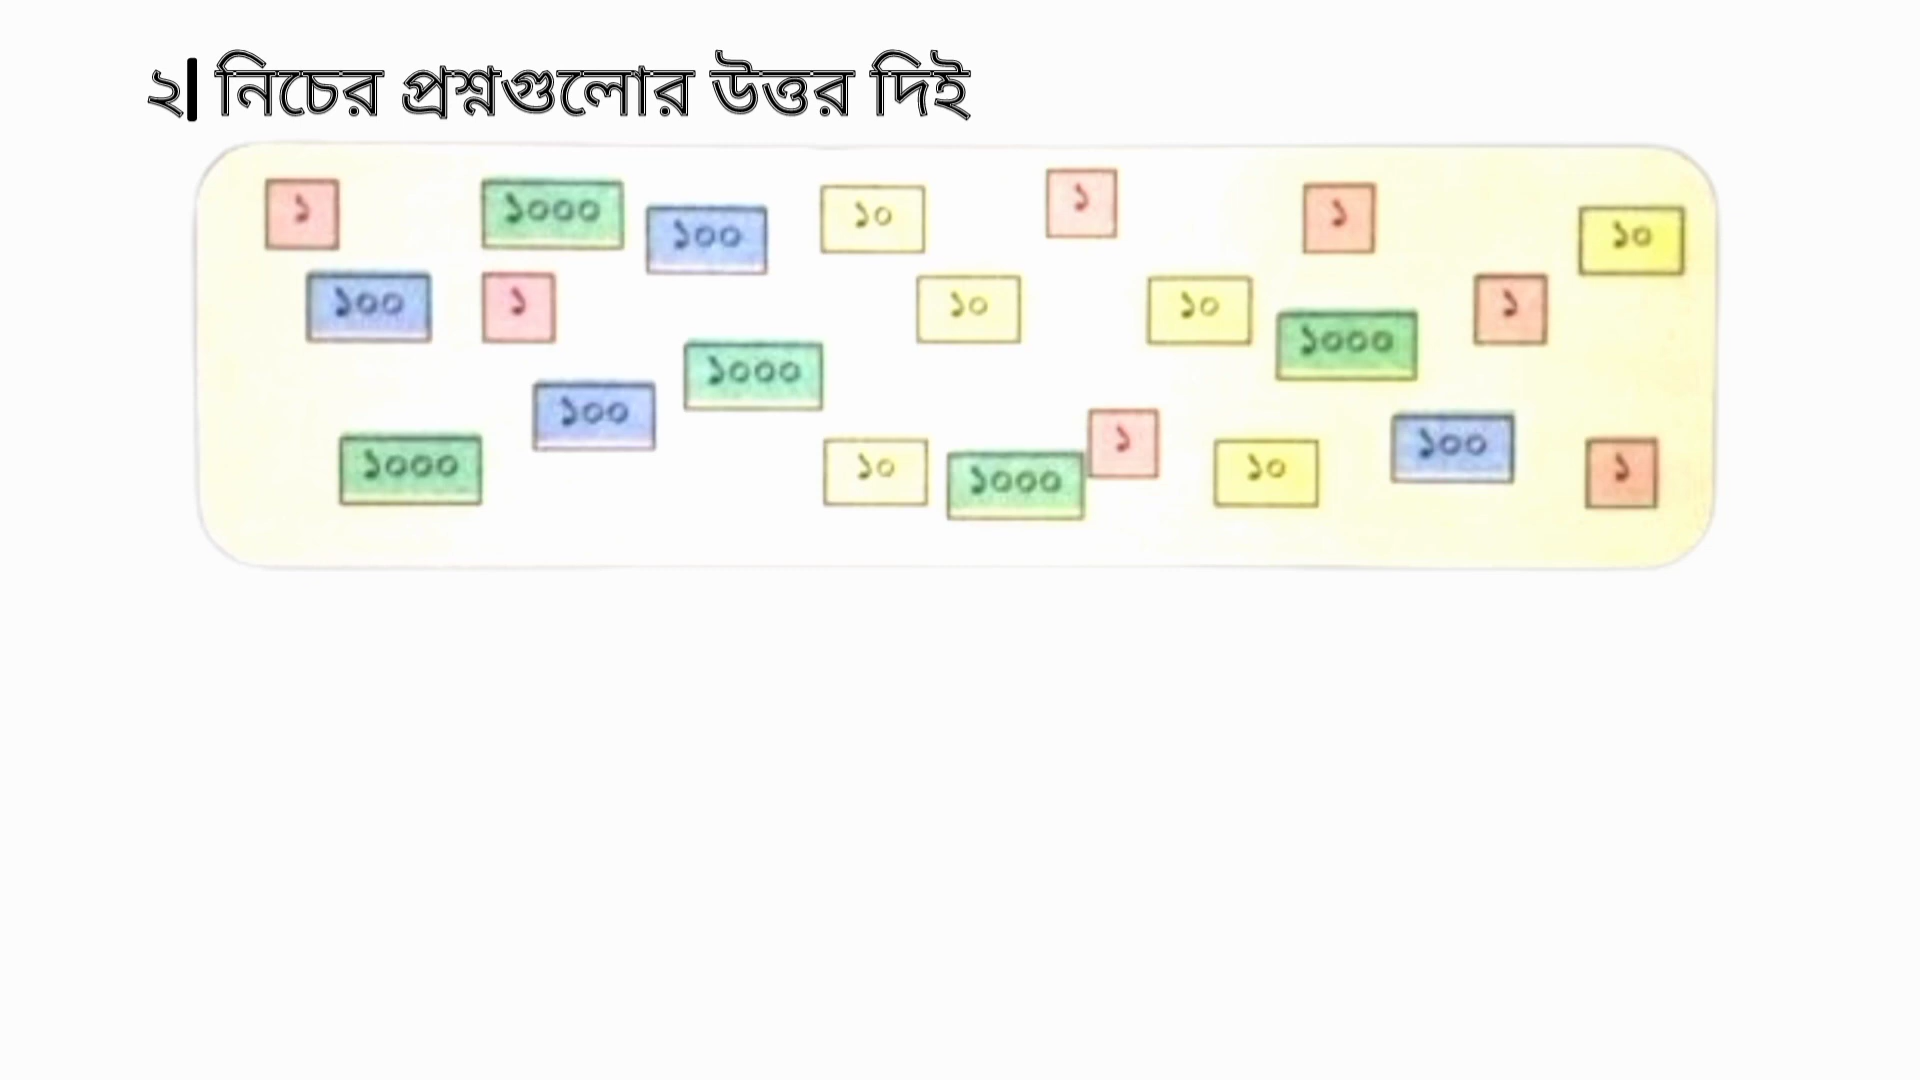 ২। নিচের প্রশ্নগুলোর উত্তর দিই
১ ১০০০ ১০০ ১০ ১ ১ ১০
১০০ ১ ১০ ১০ ১০০০ ১
১০০ ১০০০
১০০০ ১০ ১০০০ ১ ১০ ১০০ ১